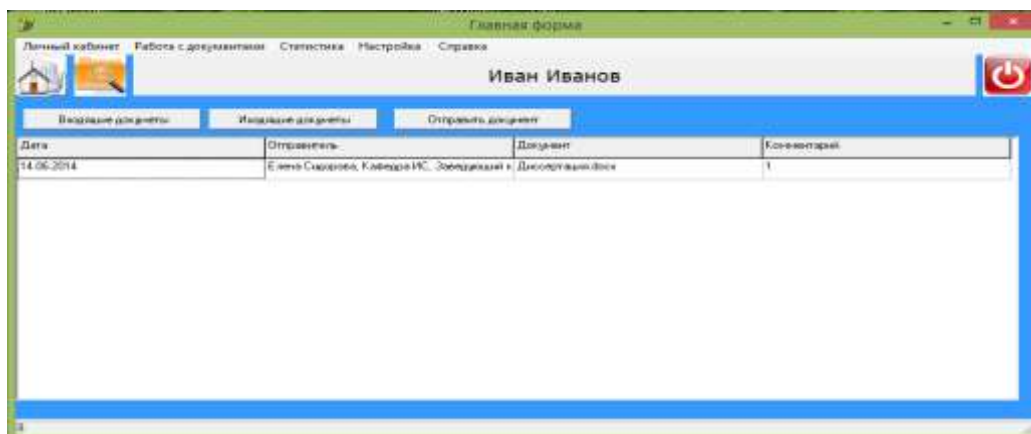 Главная форма
Личный кабинет Работа с документами Статистика Настройка Справка
Иван Иванов
Входящие документы Исходящие документы Отправить документ
Дата Отправитель Документ Комментарий
14.06.2014 Елена Сидорова, Кафедра ИС, Заведующий к Диссертация.docx 1